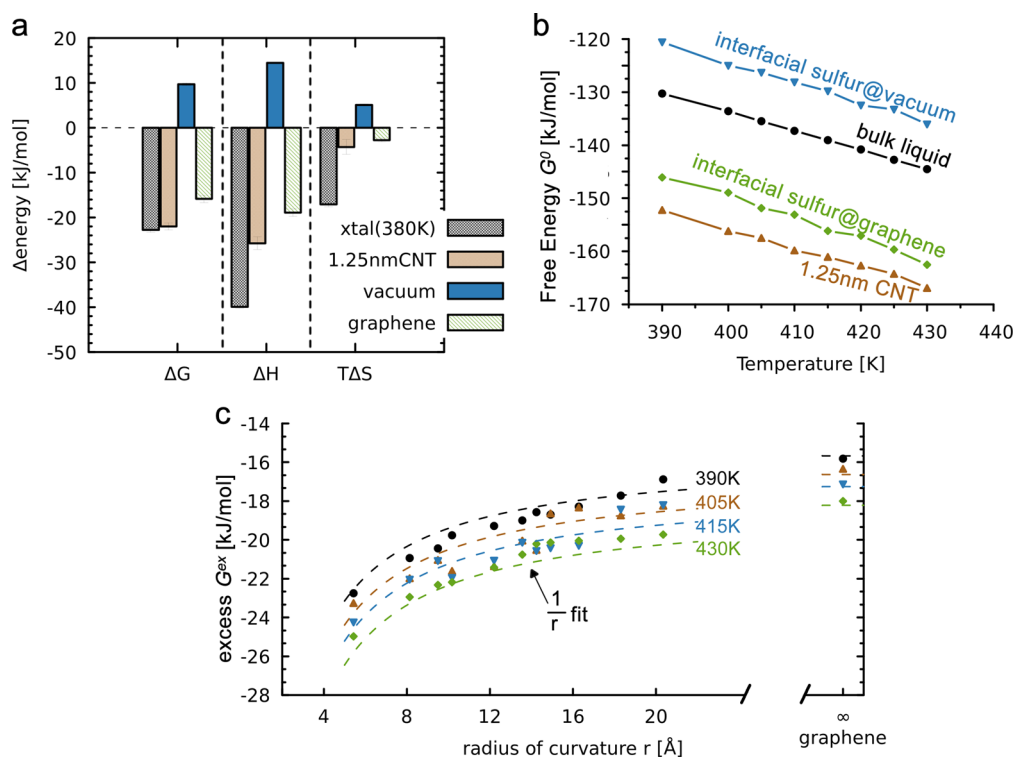 a
20
10
0
-10
-20
-30
-40
-50
Δenergy [kJ/mol]
xtal(380K)
1.25nmCNT
vacuum
graphene
ΔG
ΔH
TΔS
b
-120
-130
-140
-150
-160
-170
Free Energy G⁰ [kJ/mol]
interfacial sulfur@vacuum
bulk liquid
interfacial sulfur@graphene
1.25nm CNT
390
400
410
420
430
440
Temperature [K]
c
-14
-16
-18
-20
-22
-24
-26
-28
excess Gᵉˣ [kJ/mol]
390K
405K
415K
430K
1
r fit
4
8
12
16
20
∞
graphene
radius of curvature r [Å]